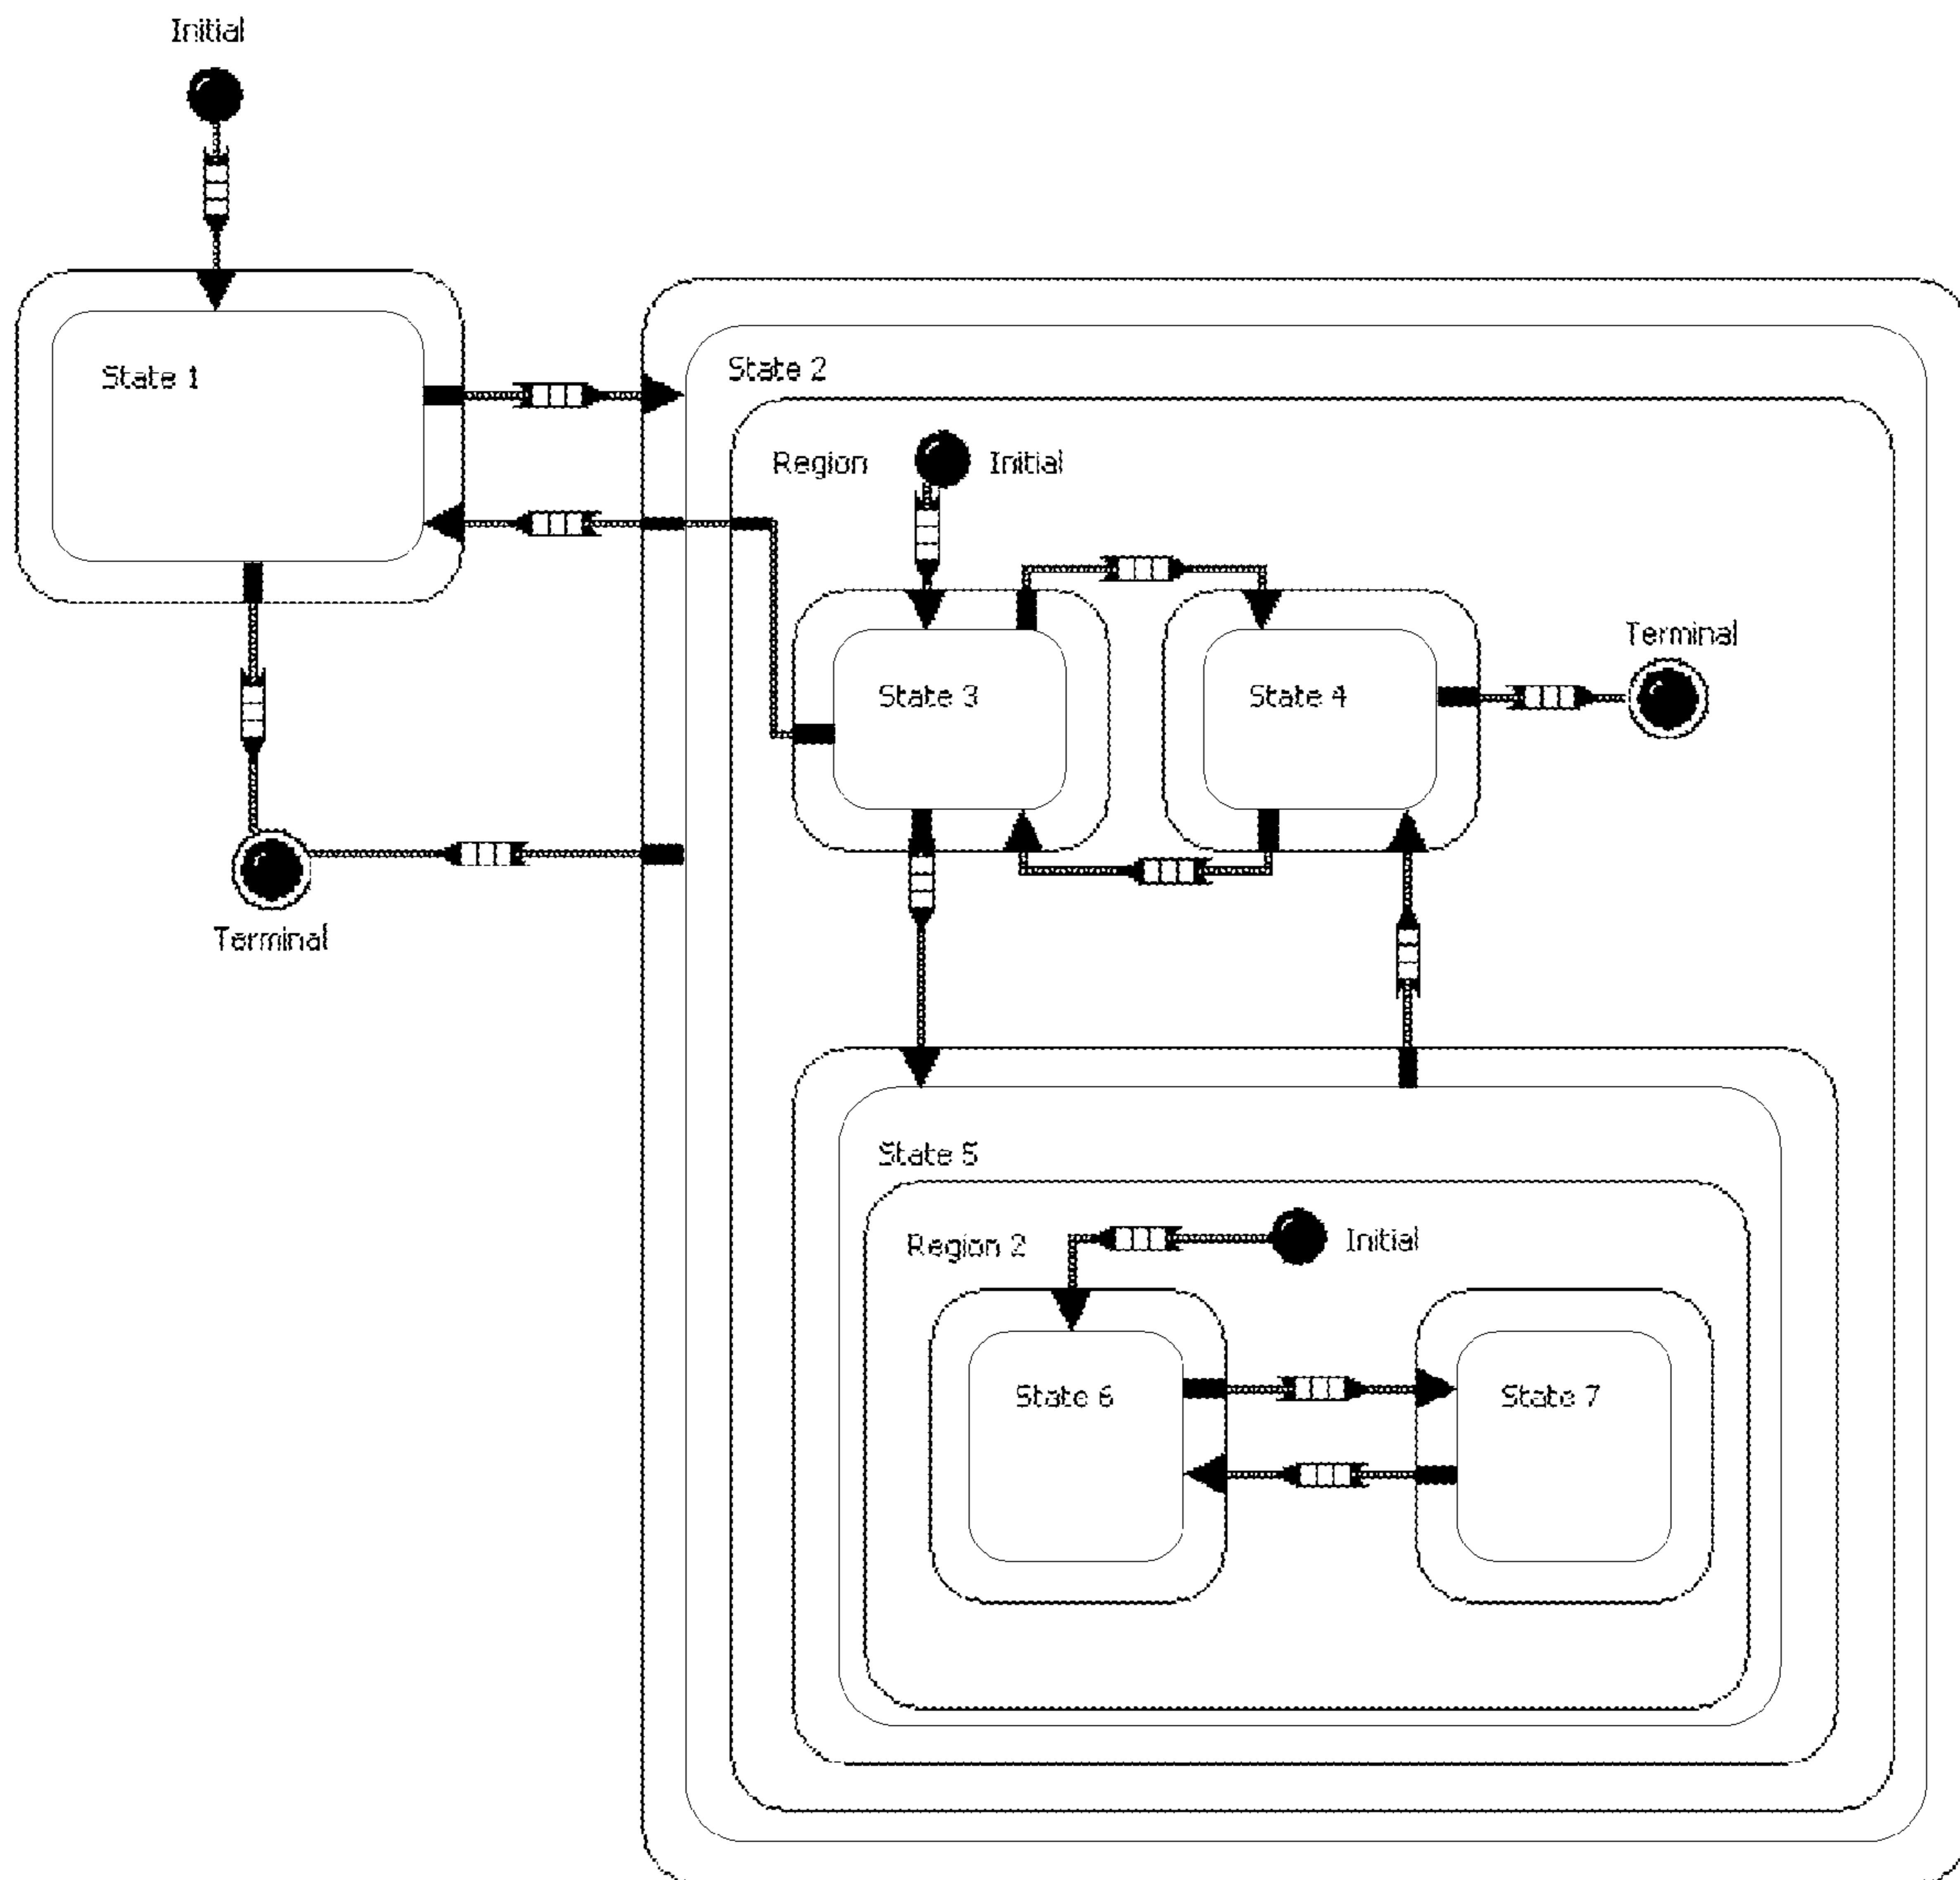 Initial
State 1
State 2
Region
Initial
State 3
State 4
Terminal
Terminal
State 5
Region 2
Initial
State 6
State 7